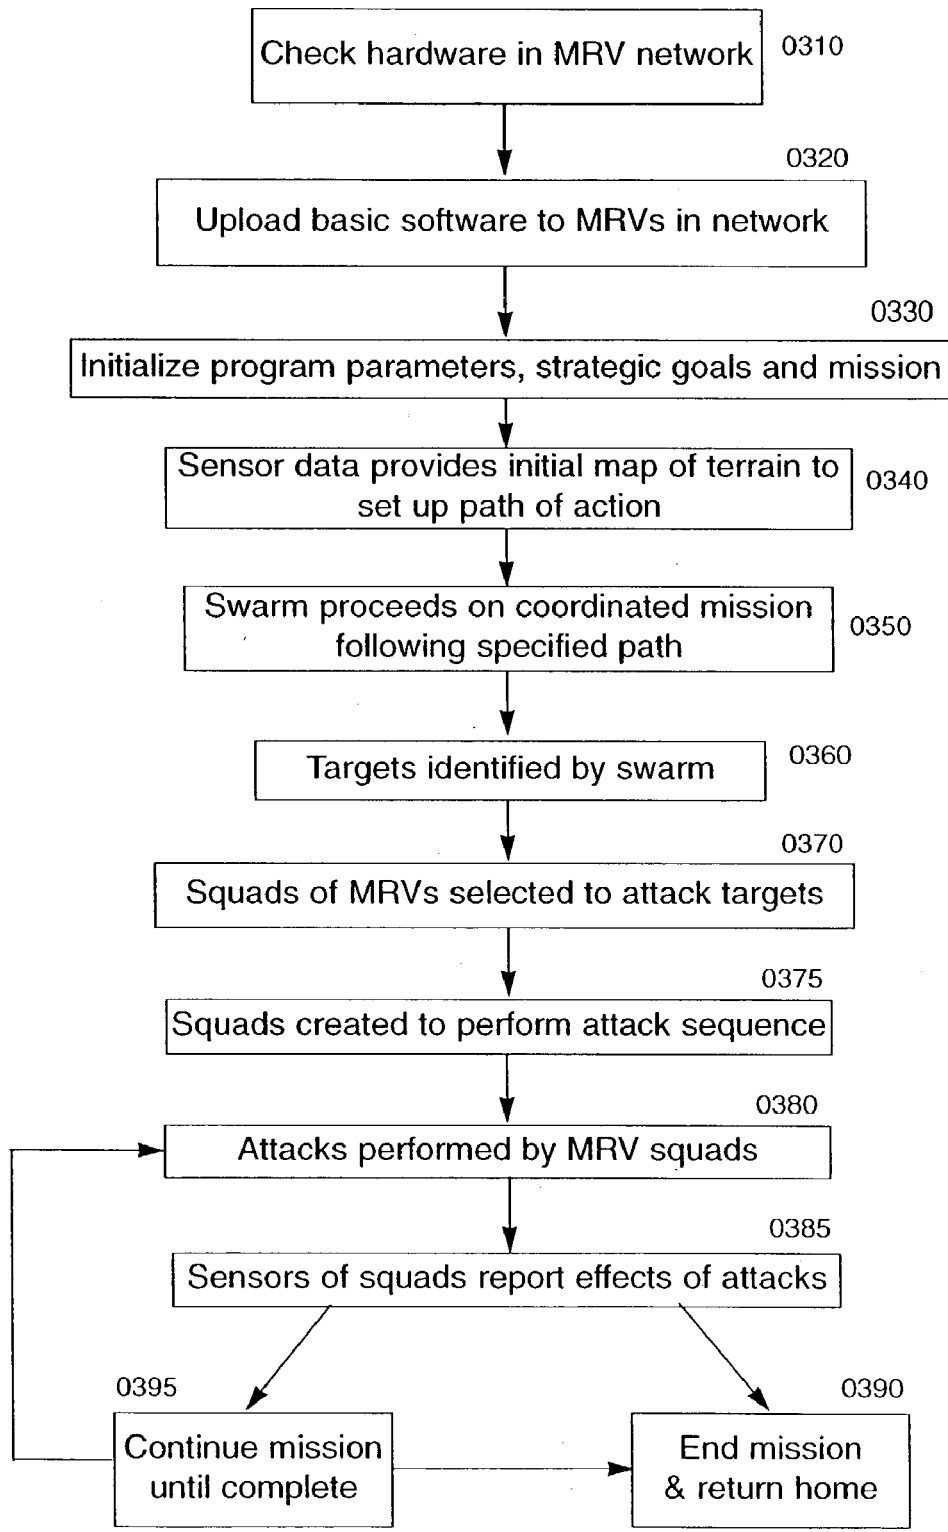 Check hardware in MRV network
0310
0320
Upload basic software to MRVs in network
0330
Initialize program parameters, strategic goals and mission
Sensor data provides initial map of terrain to
set up path of action
0340
Swarm proceeds on coordinated mission
following specified path
0350
Targets identified by swarm
0360
0370
Squads of MRVs selected to attack targets
0375
Squads created to perform attack sequence
0380
Attacks performed by MRV squads
0385
Sensors of squads report effects of attacks
0395
Continue mission
until complete
0390
End mission
& return home